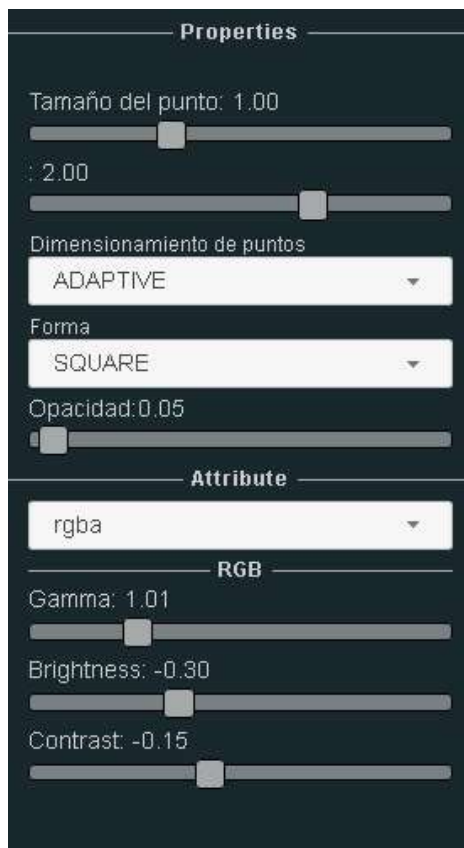 Properties
Tamaño del punto: 1.00
: 2.00
Dimensionamiento de puntos
ADAPTIVE
Forma
SQUARE
Opacidad:0.05
Attribute
rgba
RGB
Gamma: 1.01
Brightness: -0.30
Contrast: -0.15